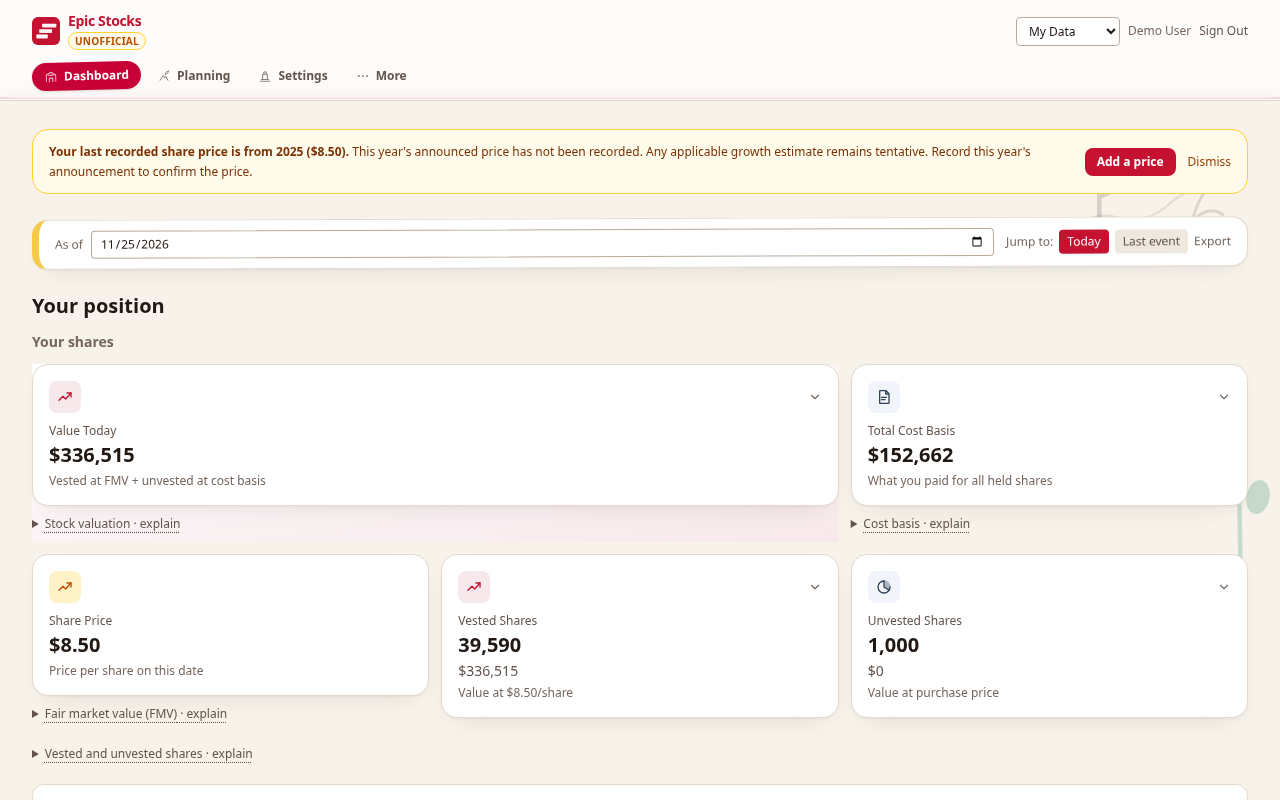 Epic Stocks
UNOFFICIAL
My Data
Demo User
Sign Out
Dashboard
Planning
Settings
More
Your last recorded share price is from 2025 ($8.50). This year's announced price has not been recorded. Any applicable growth estimate remains tentative. Record this year's
announcement to confirm the price.
Add a price
Dismiss
As of
11/25/2026
Jump to:
Today
Last event
Export
Your position
Your shares
Value Today
$336,515
Vested at FMV + unvested at cost basis
Stock valuation · explain
Total Cost Basis
$152,662
What you paid for all held shares
Cost basis · explain
Share Price
$8.50
Price per share on this date
Fair market value (FMV) · explain
Vested Shares
39,590
$336,515
Value at $8.50/share
Unvested Shares
1,000
$0
Value at purchase price
Vested and unvested shares · explain